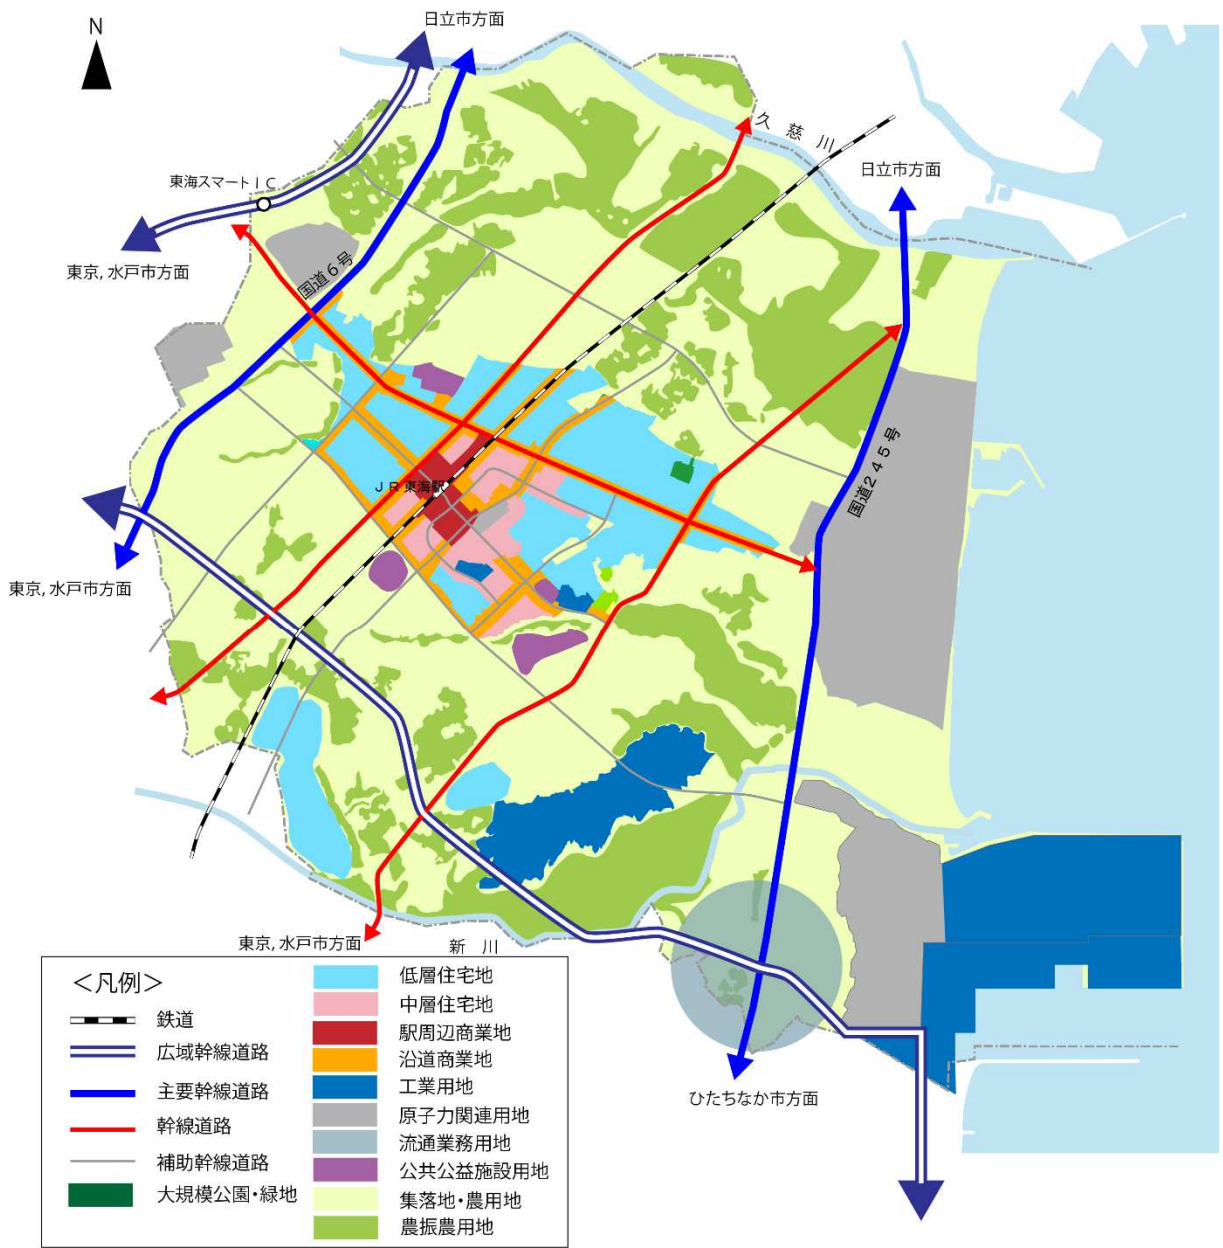 N
日立市方面
久慈川
東海スマートIC
日立市方面
東京,水戸市方面
国道6号
国道245号
JR東海駅
東京,水戸市方面
東京,水戸市方面
新川
ひたちなか市方面
<凡例>
鉄道
広域幹線道路
主要幹線道路
幹線道路
補助幹線道路
大規模公園・緑地
低層住宅地
中層住宅地
駅周辺商業地
沿道商業地
工業用地
原子力関連用地
流通業務用地
公共公益施設用地
集落地・農用地
農振農用地